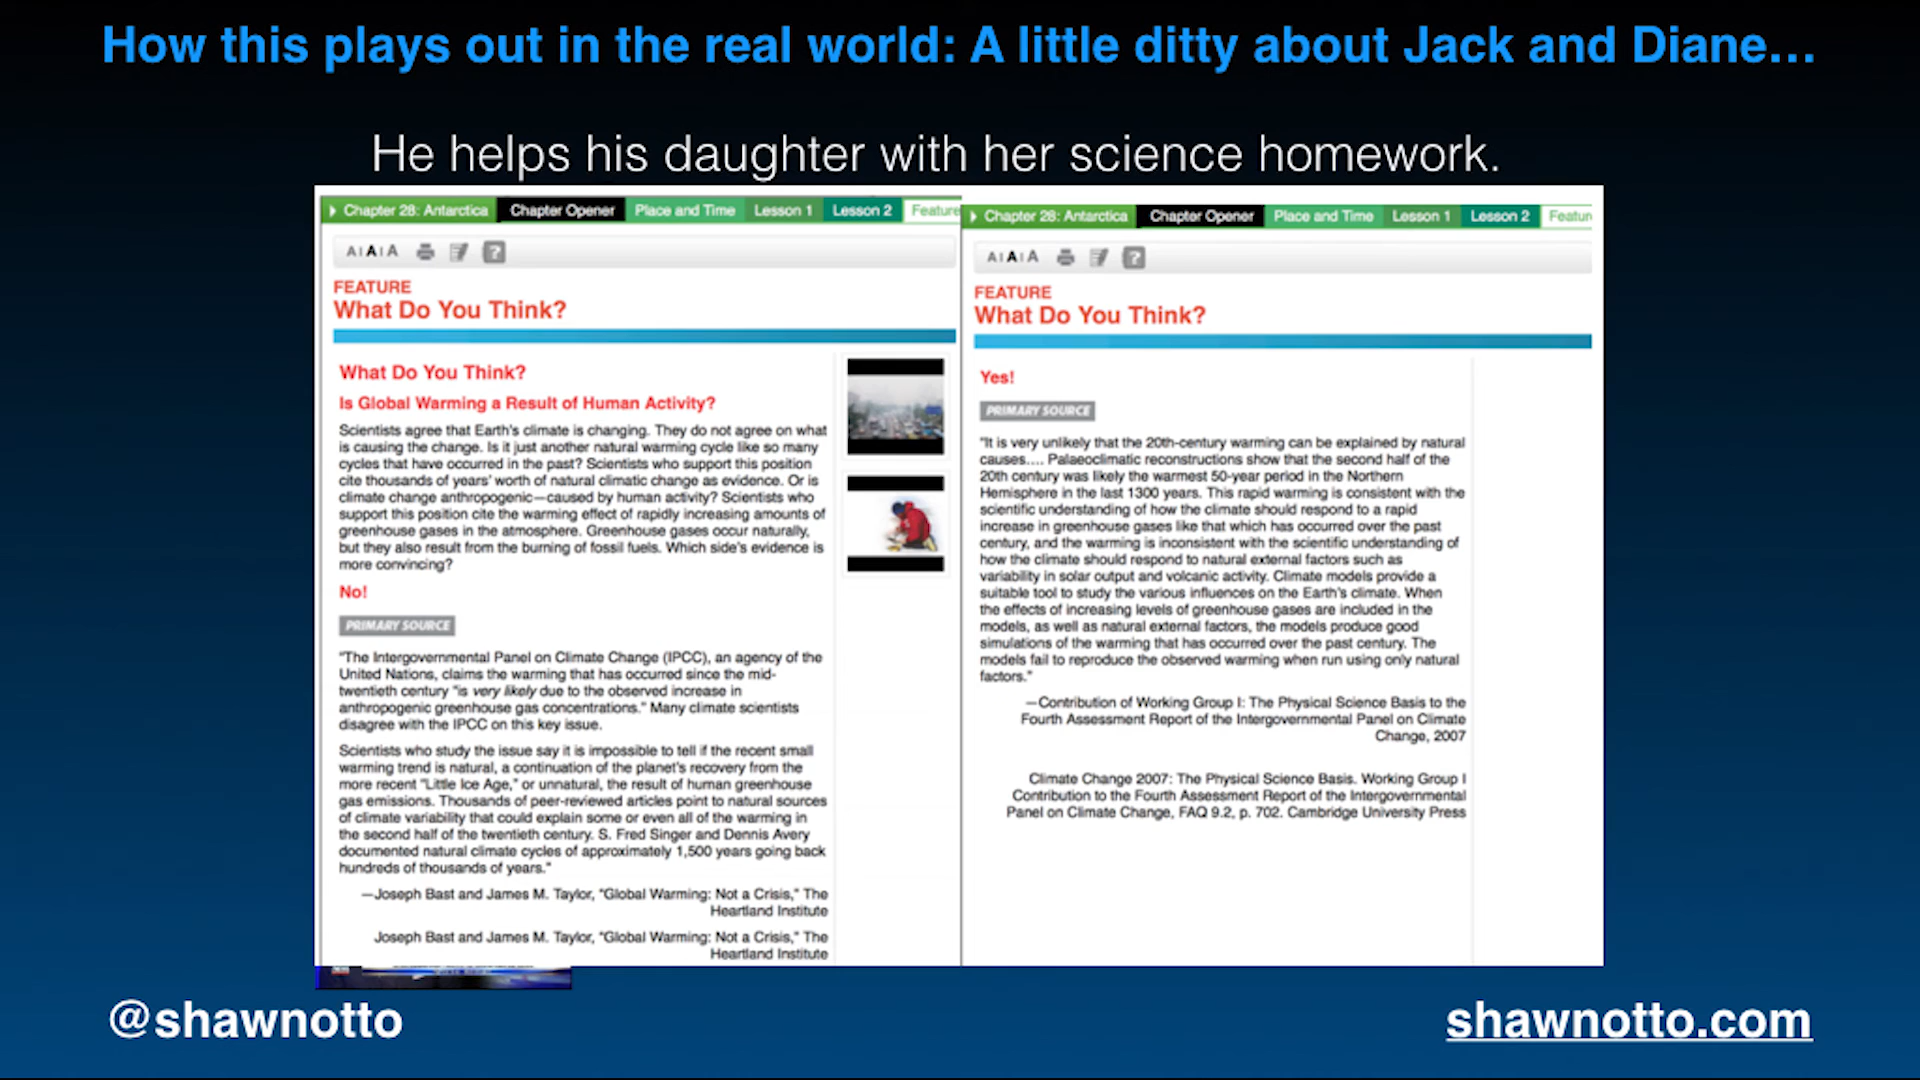 How this plays out in the real world: A little ditty about Jack and Diane...
He helps his daughter with her science homework.
Chapter 28: Antarctica Chapter Opener Place and Time Lesson 1 Lesson 2 Feature
A A A ?
FEATURE
What Do You Think?
What Do You Think?
Is Global Warming a Result of Human Activity?
Scientists agree that Earth's climate is changing. They do not agree on what
is causing the change. Is it just another natural warming cycle like so many
cycles that have occurred in the past? Scientists who support this position
cite thousands of years' worth of natural climatic change as evidence. Or is
climate change anthropogenic—caused by human activity? Scientists who
support this position cite the warming effect of rapidly increasing amounts of
greenhouse gases in the atmosphere. Greenhouse gases occur naturally,
but they also result from the burning of fossil fuels. Which side's evidence is
more convincing?
No!
PRIMARY SOURCE
"The Intergovernmental Panel on Climate Change (IPCC), an agency of the
United Nations, claims the warming that has occurred since the mid-
twentieth century "is very likely due to the observed increase in
anthropogenic greenhouse gas concentrations." Many climate scientists
disagree with the IPCC on this key issue.
Scientists who study the issue say it is impossible to tell if the recent small
warming trend is natural, a continuation of the planet's recovery from the
more recent "Little Ice Age," or unnatural, the result of human greenhouse
gas emissions. Thousands of peer-reviewed articles point to natural sources
of climate variability that could explain some or even all of the warming in
the second half of the twentieth century. S. Fred Singer and Dennis Avery
documented natural climate cycles of approximately 1,500 years going back
hundreds of thousands of years."
—Joseph Bast and James M. Taylor, "Global Warming: Not a Crisis," The
Heartland Institute
Joseph Bast and James M. Taylor, "Global Warming: Not a Crisis," The
Heartland Institute
Chapter 28: Antarctica Chapter Opener Place and Time Lesson 1 Lesson 2 Featur
A A A ?
FEATURE
What Do You Think?
Yes!
PRIMARY SOURCE
"It is very unlikely that the 20th-century warming can be explained by natural
causes.... Palaeoclimatic reconstructions show that the second half of the
20th century was likely the warmest 50-year period in the Northern
Hemisphere in the last 1300 years. This rapid warming is consistent with the
scientific understanding of how the climate should respond to a rapid
increase in greenhouse gases like that which has occurred over the past
century, and the warming is inconsistent with the scientific understanding of
how the climate should respond to natural external factors such as
variability in solar output and volcanic activity. Climate models provide a
suitable tool to study the various influences on the Earth's climate. When
the effects of increasing levels of greenhouse gases are included in the
models, as well as natural external factors, the models produce good
simulations of the warming that has occurred over the past century. The
models fail to reproduce the observed warming when run using only natural
factors."
—Contribution of Working Group I: The Physical Science Basis to the
Fourth Assessment Report of the Intergovernmental Panel on Climate
Change, 2007
Climate Change 2007: The Physical Science Basis. Working Group I
Contribution to the Fourth Assessment Report of the Intergovernmental
Panel on Climate Change, FAQ 9.2, p. 702. Cambridge University Press
@shawnotto
shawnotto.com